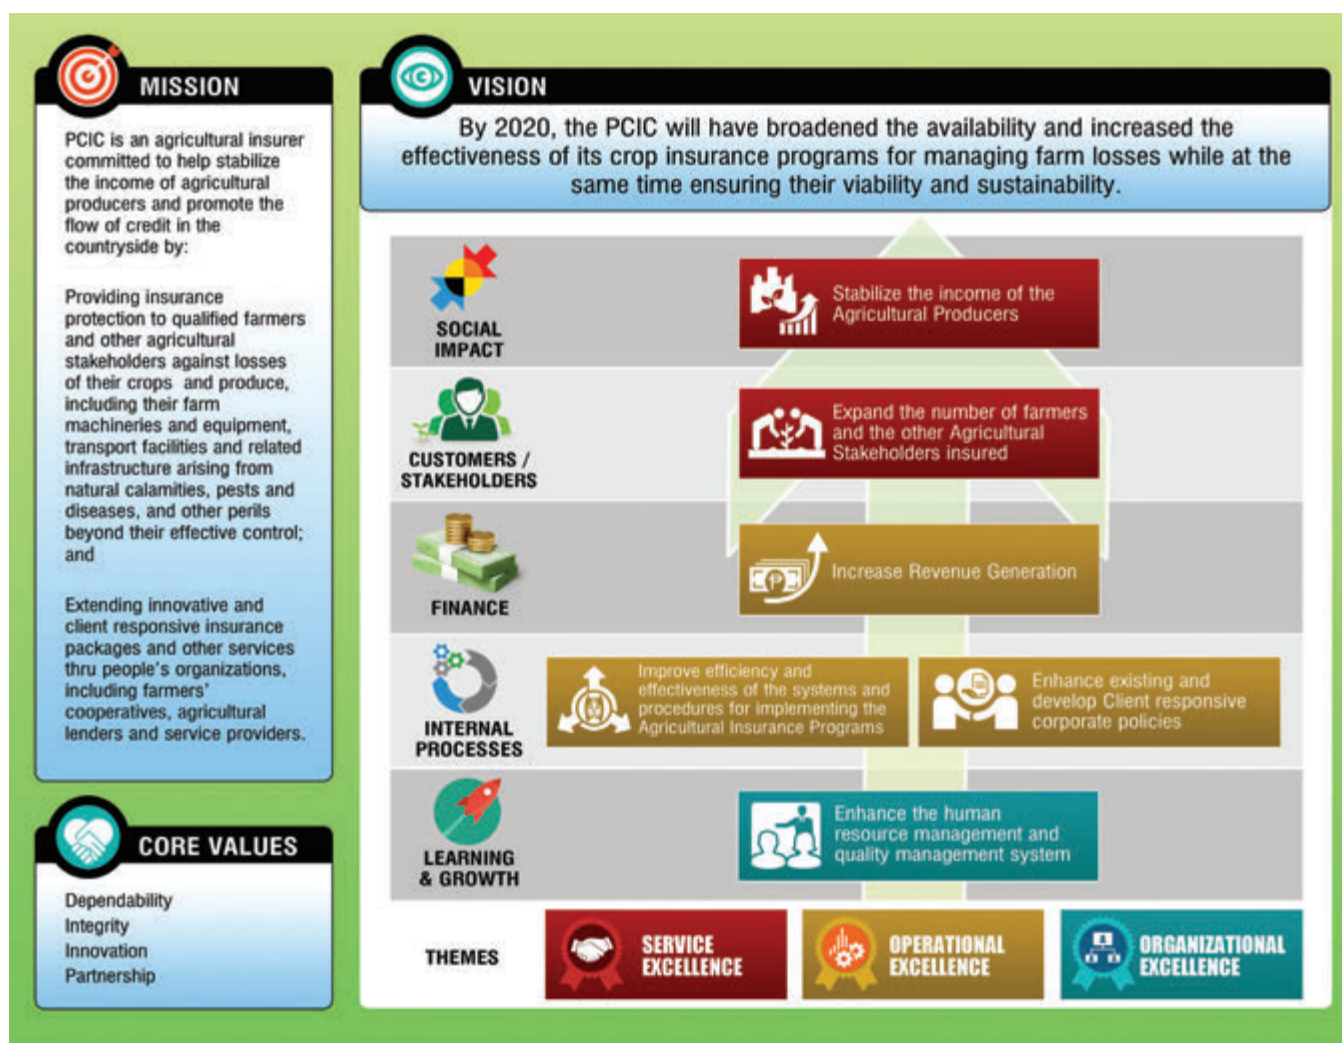 MISSION
PCIC is an agricultural insurer
committed to help stabilize
the income of agricultural
producers and promote the
flow of credit in the
countryside by:
Providing insurance
protection to qualified farmers
and other agricultural
stakeholders against losses
of their crops and produce,
including their farm
machineries and equipment,
transport facilities and related
infrastructure arising from
natural calamities, pests and
diseases, and other perils
beyond their effective control;
and
Extending innovative and
client responsive insurance
packages and other services
thru people's organizations,
including farmers'
cooperatives, agricultural
lenders and service providers.
CORE VALUES
Dependability
Integrity
Innovation
Partnership
VISION
By 2020, the PCIC will have broadened the availability and increased the
effectiveness of its crop insurance programs for managing farm losses while at the
same time ensuring their viability and sustainability.
SOCIAL
IMPACT
Stabilize the income of the
Agricultural Producers
CUSTOMERS /
STAKEHOLDERS
Expand the number of farmers
and the other Agricultural
Stakeholders insured
FINANCE
Increase Revenue Generation
INTERNAL
PROCESSES
Improve efficiency and
effectiveness of the systems and
procedures for implementing the
Agricultural Insurance Programs
Enhance existing and
develop Client responsive
corporate policies
LEARNING
& GROWTH
Enhance the human
resource management and
quality management system
THEMES
SERVICE
EXCELLENCE
OPERATIONAL
EXCELLENCE
ORGANIZATIONAL
EXCELLENCE